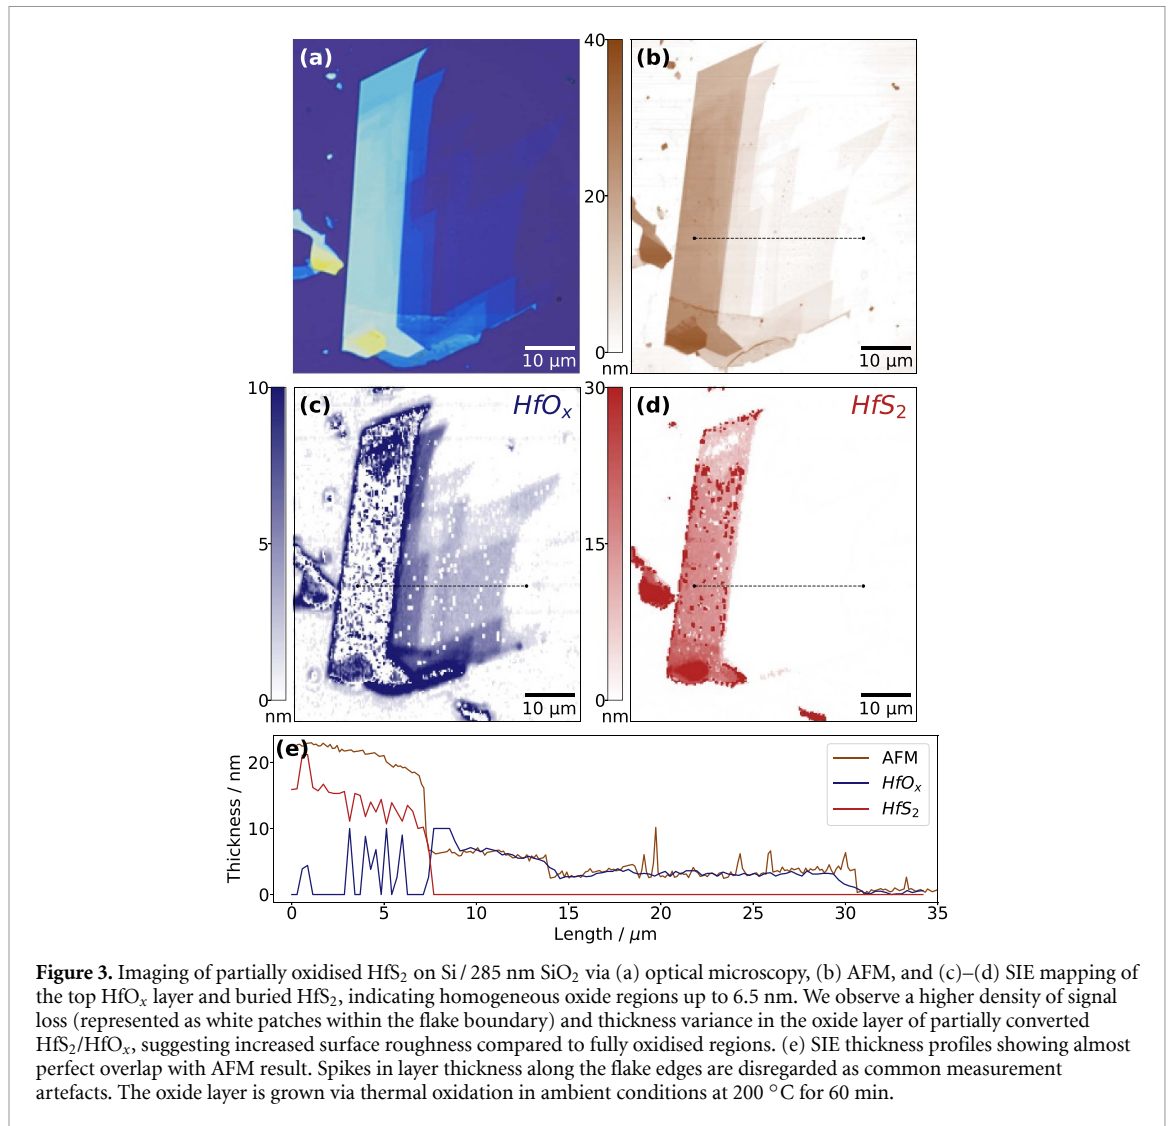 (a)
10 μm
40
20
0
nm
(b)
10 μm
10
5
0
nm
(c)
HfOₓ
10 μm
30
15
0
nm
(d)
HfS₂
10 μm
(e)
Thickness / nm
20
10
0
AFM
HfOₓ
HfS₂
0 5 10 15 20 25 30 35
Length / μm
Figure 3. Imaging of partially oxidised HfS₂ on Si / 285 nm SiO₂ via (a) optical microscopy, (b) AFM, and (c)–(d) SIE mapping of
the top HfOₓ layer and buried HfS₂, indicating homogeneous oxide regions up to 6.5 nm. We observe a higher density of signal
loss (represented as white patches within the flake boundary) and thickness variance in the oxide layer of partially converted
HfS₂/HfOₓ, suggesting increased surface roughness compared to fully oxidised regions. (e) SIE thickness profiles showing almost
perfect overlap with AFM result. Spikes in layer thickness along the flake edges are disregarded as common measurement
artefacts. The oxide layer is grown via thermal oxidation in ambient conditions at 200 °C for 60 min.